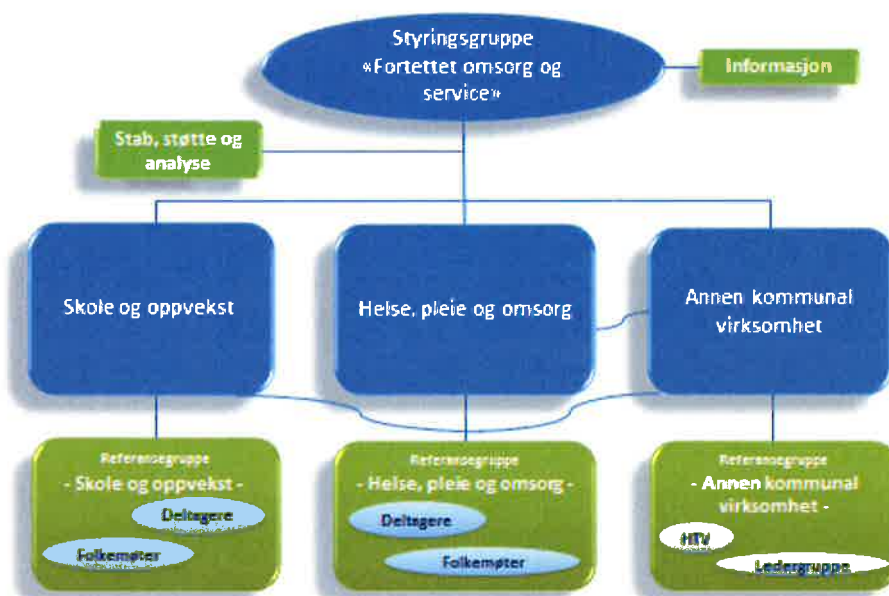 Styringsgruppe
«Fortettet omsorg og
service»
Informasjon
Stab, støtte og
analyse
Skole og oppvekst
Helse, pleie og omsorg
Annen kommunal
virksomhet
Referansegruppe
- Skole og oppvekst -
Deltagere
Folkemøter
Referansegruppe
- Helse, pleie og omsorg -
Deltagere
Folkemøter
Referansegruppe
- Annen kommunal
virksomhet -
HTV
Ledergruppe